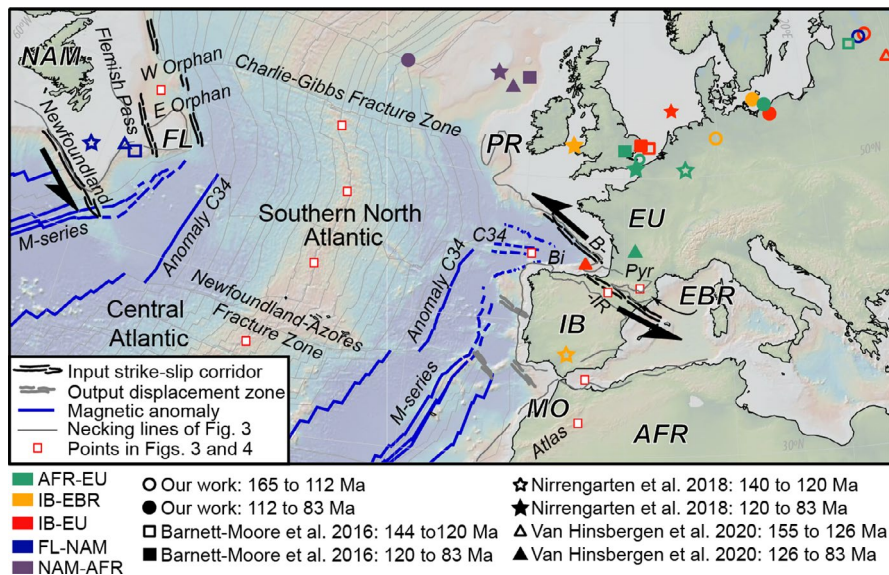 60°W
20°E
NAM
Flemish Pass
W Orphan
E Orphan
Charlie-Gibbs Fracture Zone
FL
Newfoundland
PR
50°N
M-series
Anomaly C34
Southern North
Atlantic
C34
Bi
EU
Pyr
EBR
Central
Atlantic
Newfoundland-Azores
Fracture Zone
Anomaly C34
IB
IR
M-series
MO
Atlas
AFR
30°N
Input strike-slip corridor
Output displacement zone
Magnetic anomaly
Necking lines of Fig. 3
Points in Figs. 3 and 4
AFR-EU
IB-EBR
IB-EU
FL-NAM
NAM-AFR
Our work: 165 to 112 Ma
Our work: 112 to 83 Ma
Barnett-Moore et al. 2016: 144 to120 Ma
Barnett-Moore et al. 2016: 120 to 83 Ma
Nirrengarten et al. 2018: 140 to 120 Ma
Nirrengarten et al. 2018: 120 to 83 Ma
Van Hinsbergen et al. 2020: 155 to 126 Ma
Van Hinsbergen et al. 2020: 126 to 83 Ma